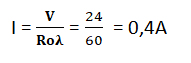 I = V/Roλ = 24/60 = 0,4A